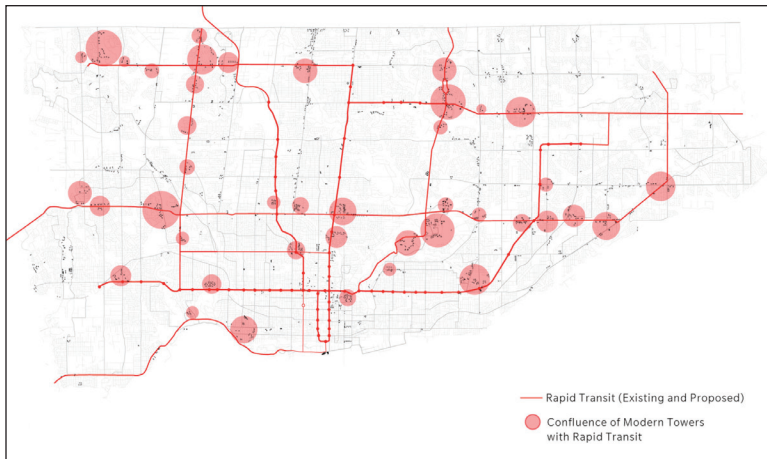 Rapid Transit (Existing and Proposed)
Confluence of Modern Towers
with Rapid Transit